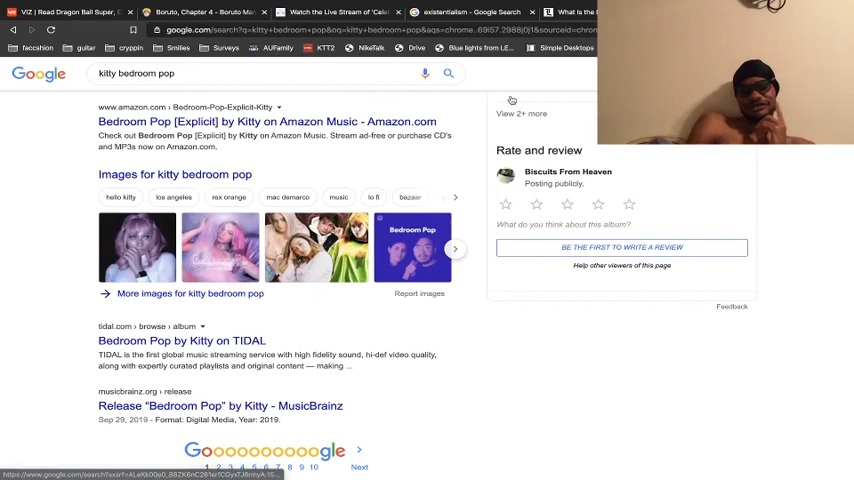 VIZ | Read Dragon Ball Super, C
Boruto, Chapter 4 - Boruto Man
Watch the Live Stream of 'Celeb
existentialism - Google Search
What Is the
google.com/search?q=kitty+bedroom+pop&oq=kitty+bedroom+pop&aqs=chrome..69i57.2988j0j1&sourceid=chrom
faccshion
guitar
cryppin
Smiles
Surveys
AUFamily
KTT2
NikeTalk
Drive
Blue lights from LE...
Simple Desktops
Google
kitty bedroom pop
www.amazon.com › Bedroom-Pop-Explicit-Kitty
Bedroom Pop [Explicit] by Kitty on Amazon Music - Amazon.com
Check out Bedroom Pop [Explicit] by Kitty on Amazon Music. Stream ad-free or purchase CD's
and MP3s now on Amazon.com.
Images for kitty bedroom pop
hello kitty
los angeles
rex orange
mac demarco
music
lo fi
bazaar
Bedroom Pop
More images for kitty bedroom pop
Report images
tidal.com › browse › album
Bedroom Pop by Kitty on TIDAL
TIDAL is the first global music streaming service with high fidelity sound, hi-def video quality,
along with expertly curated playlists and original content — making ...
musicbrainz.org › release
Release "Bedroom Pop" by Kitty - MusicBrainz
Sep 29, 2019 - Format: Digital Media, Year: 2019.
Goooooooooogle
1 2 3 4 5 6 7 8 9 10
Next
View 2+ more
Rate and review
Biscuits From Heaven
Posting publicly.
What do you think about this album?
BE THE FIRST TO WRITE A REVIEW
Help other viewers of this page
Feedback